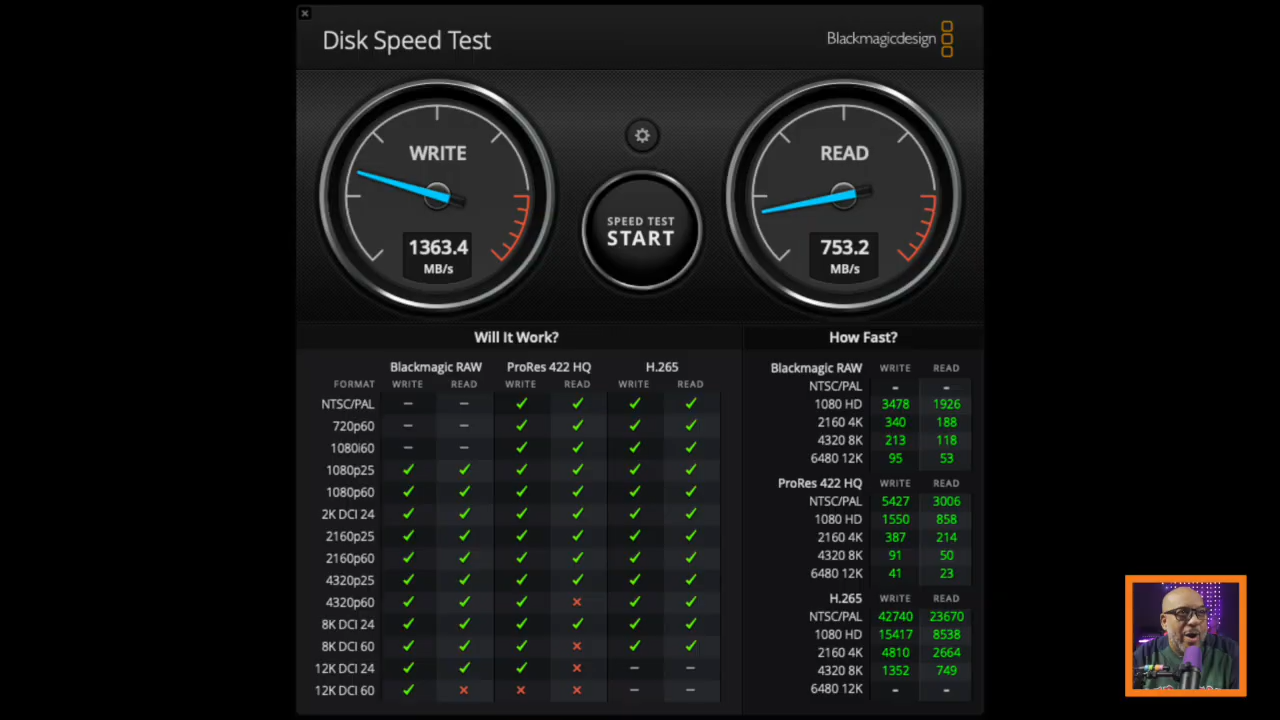 Disk Speed Test
Blackmagicdesign
WRITE
1363.4
MB/s
SPEED TEST
START
READ
753.2
MB/s
Will It Work?
Blackmagic RAW ProRes 422 HQ H.265
FORMAT WRITE READ WRITE READ WRITE READ
NTSC/PAL – – ✓ ✓ ✓ ✓
720p60 – – ✓ ✓ ✓ ✓
1080i60 – – ✓ ✓ ✓ ✓
1080p25 ✓ ✓ ✓ ✓ ✓ ✓
1080p60 ✓ ✓ ✓ ✓ ✓ ✓
2K DCI 24 ✓ ✓ ✓ ✓ ✓ ✓
2160p25 ✓ ✓ ✓ ✓ ✓ ✓
2160p60 ✓ ✓ ✓ ✓ ✓ ✓
4320p25 ✓ ✓ ✓ ✓ ✓ ✓
4320p60 ✓ ✓ ✓ × ✓ ✓
8K DCI 24 ✓ ✓ ✓ ✓ ✓ ✓
8K DCI 60 ✓ ✓ ✓ × ✓ ✓
12K DCI 24 ✓ ✓ ✓ × – –
12K DCI 60 ✓ × × × – –
How Fast?
Blackmagic RAW WRITE READ
NTSC/PAL - -
1080 HD 3478 1926
2160 4K 340 188
4320 8K 213 118
6480 12K 95 53
ProRes 422 HQ WRITE READ
NTSC/PAL 5427 3006
1080 HD 1550 858
2160 4K 387 214
4320 8K 91 50
6480 12K 41 23
H.265 WRITE READ
NTSC/PAL 42740 23670
1080 HD 15417 8538
2160 4K 4810 2664
4320 8K 1352 749
6480 12K - -